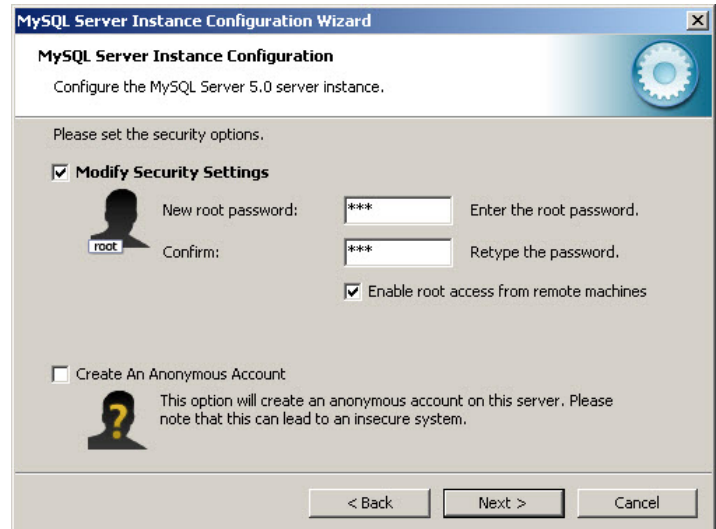 MySQL Server Instance Configuration Wizard
MySQL Server Instance Configuration
Configure the MySQL Server 5.0 server instance.
Please set the security options.
Modify Security Settings
New root password: *** Enter the root password.
root
Confirm: *** Retype the password.
Enable root access from remote machines
Create An Anonymous Account
This option will create an anonymous account on this server. Please
note that this can lead to an insecure system.
< Back Next > Cancel